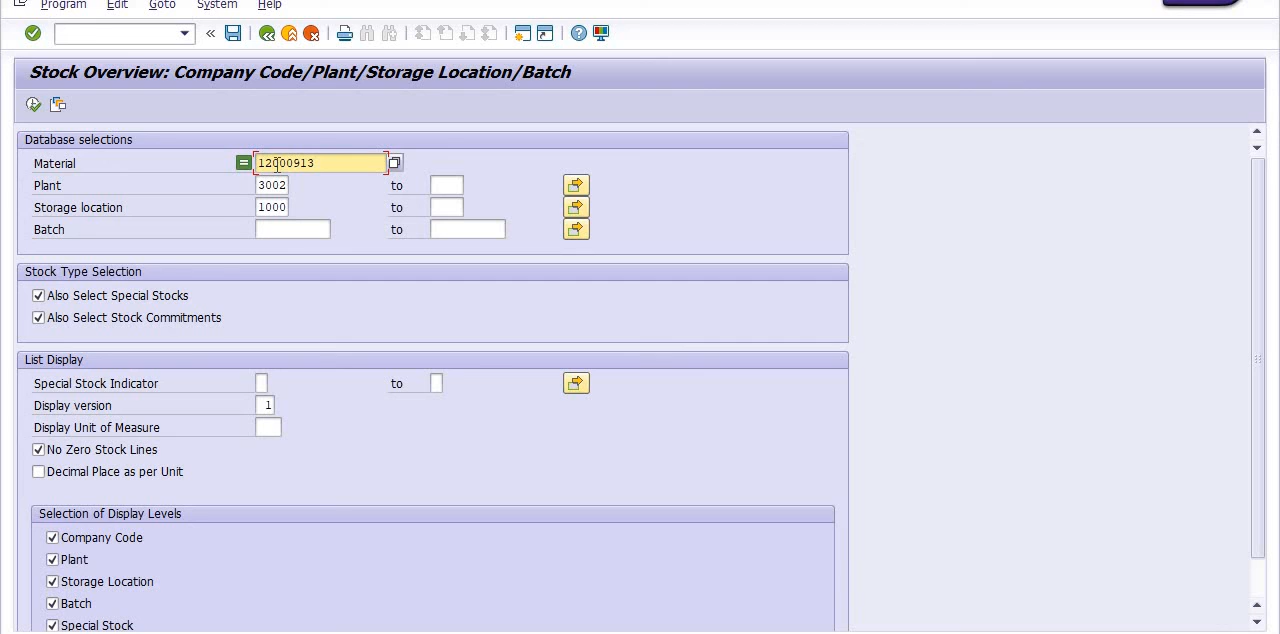 Program Edit Goto System Help
Stock Overview: Company Code/Plant/Storage Location/Batch
Database selections
Material 12000913
Plant 3002 to
Storage location 1000 to
Batch to
Stock Type Selection
Also Select Special Stocks
Also Select Stock Commitments
List Display
Special Stock Indicator to
Display version 1
Display Unit of Measure
No Zero Stock Lines
Decimal Place as per Unit
Selection of Display Levels
Company Code
Plant
Storage Location
Batch
Special Stock